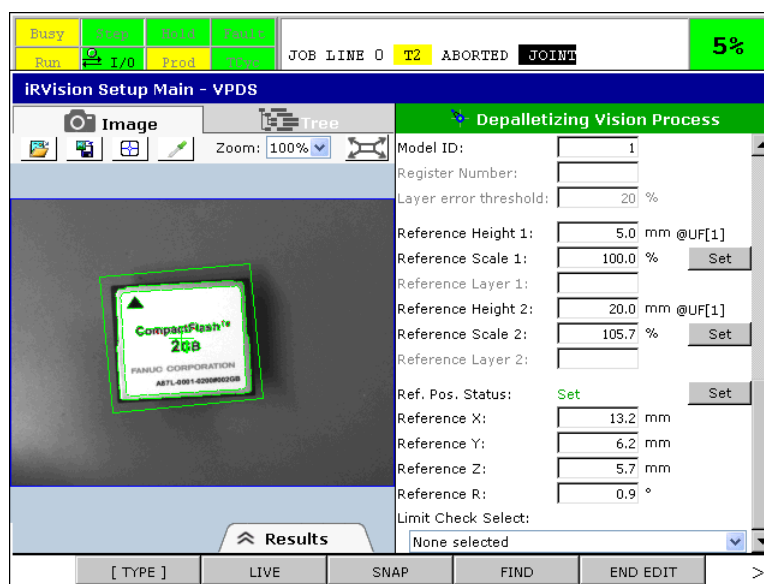 Busy Step Hold Fault
Run I/O Prod TCyc
JOB LINE 0 T2 ABORTED JOINT
5%
iRVision Setup Main - VPDS
Image
Tree
Zoom: 100%
CompactFlash™
2GB
FANUC CORPORATION
A87L-0001-0200#002GB
Results
Depalletizing Vision Process
Model ID: 1
Register Number:
Layer error threshold: 20 %
Reference Height 1: 5.0 mm @UF[1]
Reference Scale 1: 100.0 % Set
Reference Layer 1:
Reference Height 2: 20.0 mm @UF[1]
Reference Scale 2: 105.7 % Set
Reference Layer 2:
Ref. Pos. Status: Set Set
Reference X: 13.2 mm
Reference Y: 6.2 mm
Reference Z: 5.7 mm
Reference R: 0.9 °
Limit Check Select:
None selected
[ TYPE ] LIVE SNAP FIND END EDIT >